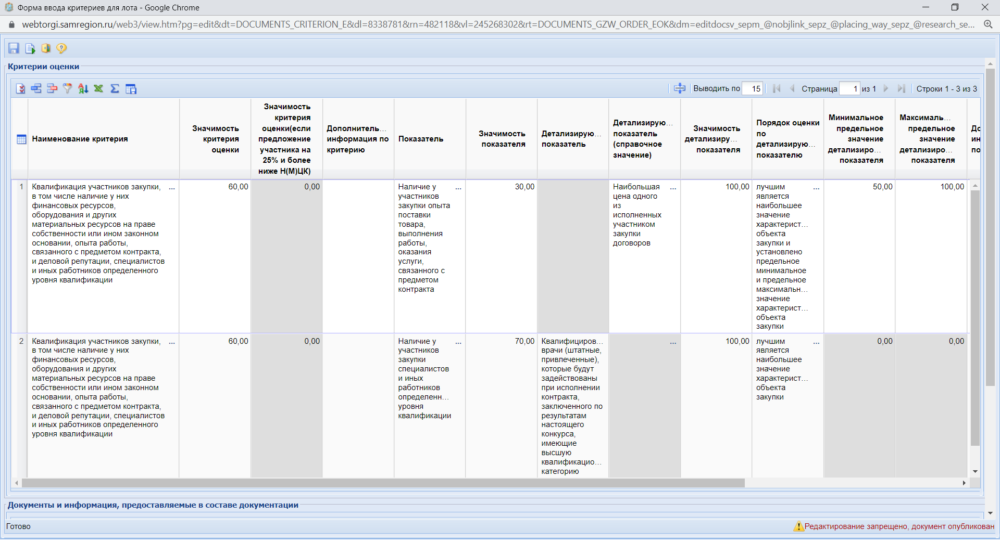 Форма ввода критериев для лота - Google Chrome
webtorgi.samregion.ru/web3/view.htm?pg=edit&dt=DOCUMENTS_CRITERION_E&dl=8338781&rn=482118&vl=245268302&rt=DOCUMENTS_GZW_ORDER_EOK&dm=editdocsv_sepm_@nobjlink_sepz_@placing_way_sepz_@research_se...
Критерии оценки
Выводить по 15 Страница 1 из 1 Строки 1 - 3 из 3
Наименование критерия
Значимость
критерия
оценки
Значимость
критерия
оценки(если
предложение
участника на
25% и более
ниже Н(М)ЦК)
Дополнитель...
информация по
критерию
Показатель
Значимость
показателя
Детализирую...
показатель
Детализирую...
показатель
(справочное
значение)
Значимость
детализиру...
показателя
Порядок оценки
по
детализирую...
показателю
Минимальное
предельное
значение
детализиро...
показателя
Максималь...
предельное
значение
детализиро...
показателя
До
ин
по
1
Квалификация участников закупки, ...
в том числе наличие у них
финансовых ресурсов,
оборудования и других
материальных ресурсов на праве
собственности или ином законном
основании, опыта работы,
связанного с предметом контракта,
и деловой репутации, специалистов
и иных работников определенного
уровня квалификации
60,00
0,00
Наличие у ...
участников
закупки опыта
поставки
товара,
выполнения
работы,
оказания
услуги,
связанного с
предметом
контракта
30,00
Наибольшая ...
цена одного
из
исполненных
участником
закупки
договоров
100,00
лучшим ...
является
наибольшее
значение
характерист...
объекта
закупки и
установлено
предельное
минимальное
и предельное
максимальн...
значение
характерист...
объекта
закупки
50,00
100,00
2
Квалификация участников закупки, ...
в том числе наличие у них
финансовых ресурсов,
оборудования и других
материальных ресурсов на праве
собственности или ином законном
основании, опыта работы,
связанного с предметом контракта,
и деловой репутации, специалистов
и иных работников определенного
уровня квалификации
60,00
0,00
Наличие у ...
участников
закупки
специалистов
и иных
работников
определенн...
уровня
квалификации
70,00
Квалифициров...
врачи (штатные,
привлеченные),
которые будут
задействованы
при исполнении
контракта,
заключенного по
результатам
настоящего
конкурса,
имеющие
высшую
квалификацио...
категорию
...
100,00
лучшим ...
является
наибольшее
значение
характерист...
объекта
закупки
0,00
0,00
Документы и информация, предоставляемые в составе документации
Готово
Редактирование запрещено, документ опубликован